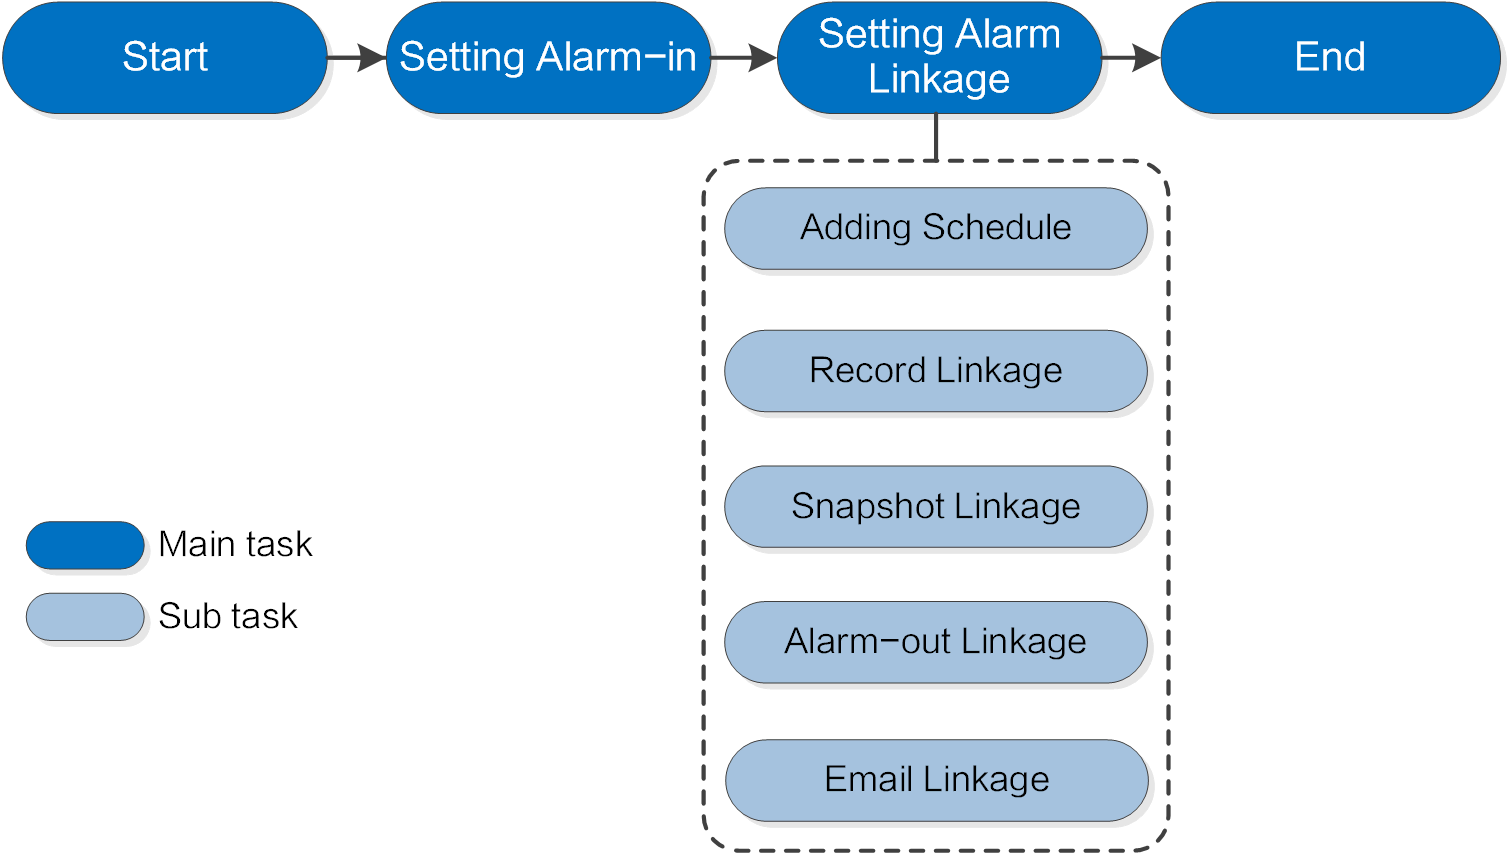 Start
Setting Alarm−in
Setting Alarm
Linkage
End
Adding Schedule
Record Linkage
Snapshot Linkage
Alarm−out Linkage
Email Linkage
Main task
Sub task